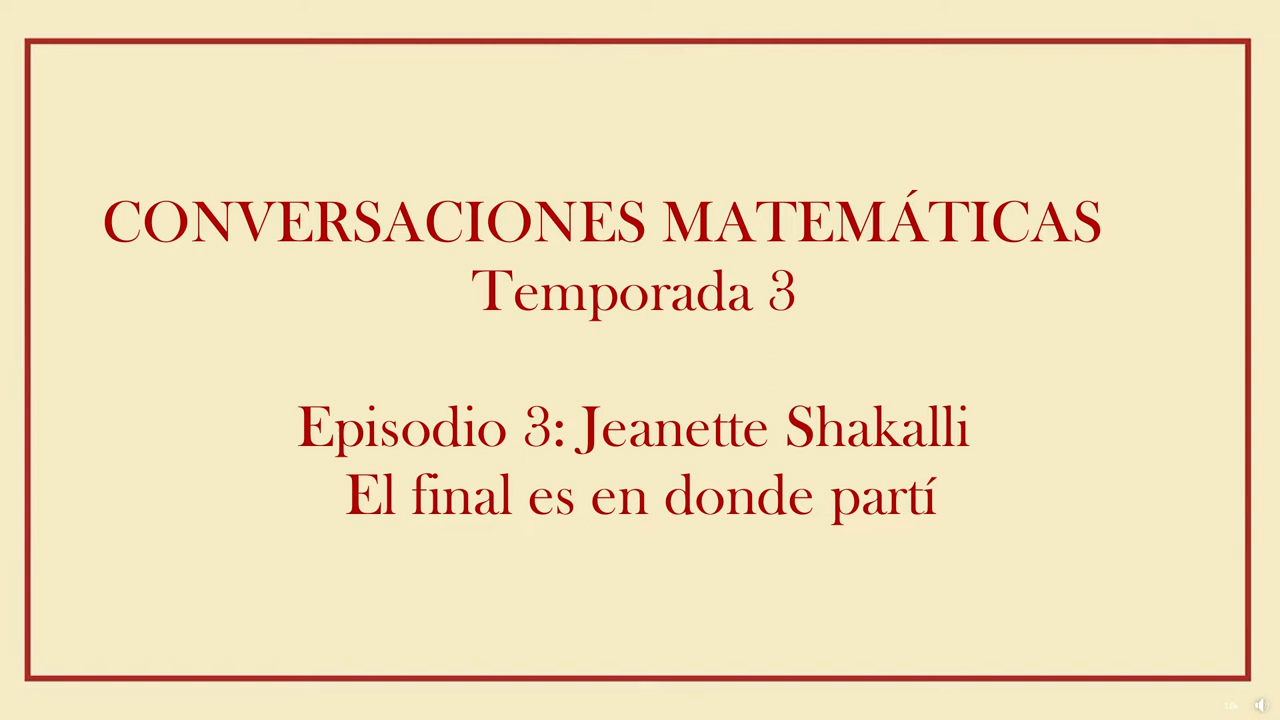 CONVERSACIONES MATEMÁTICAS
Temporada 3
Episodio 3: Jeanette Shakalli
El final es en donde partí